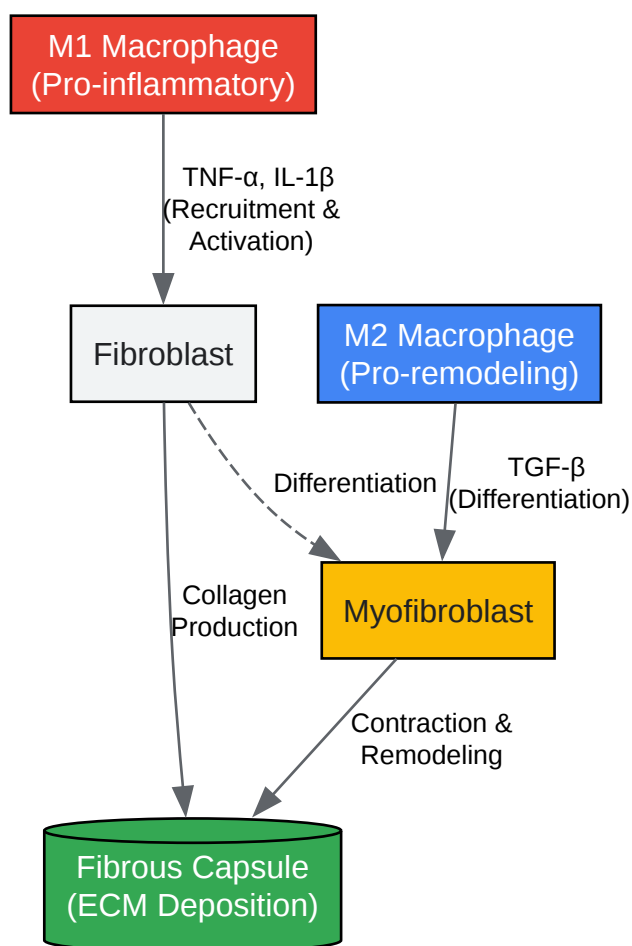 M1 Macrophage
(Pro-inflammatory)
TNF-α, IL-1β
(Recruitment &
Activation)
Fibroblast
M2 Macrophage
(Pro-remodeling)
Differentiation
TGF-β
(Differentiation)
Collagen
Production
Myofibroblast
Contraction &
Remodeling
Fibrous Capsule
(ECM Deposition)